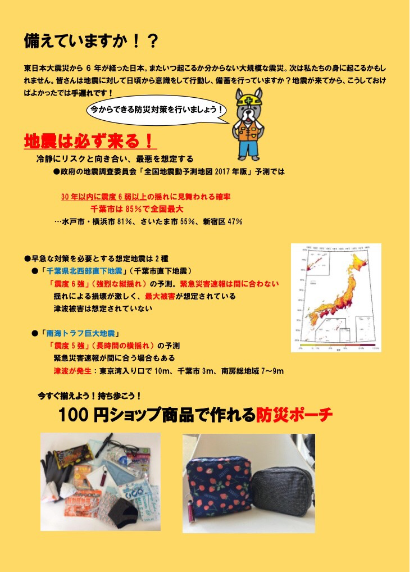 備えていますか！？
東日本大震災から 6 年が経った日本。またいつ起こるか分からない大規模な震災。次は私たちの身に起こるかもし
れません。皆さんは地震に対して日頃から意識をして行動し、備蓄を行っていますか？地震が来てから、こうしておけ
ばよかったでは手遅れです！
今からできる防災対策を行いましょう！
地震は必ず来る！
冷静にリスクと向き合い、最悪を想定する
●政府の地震調査委員会「全国地震動予測地図 2017 年版」予測では
30 年以内に震度 6 弱以上の揺れに見舞われる確率
千葉市は 85％で全国最大
…水戸市・横浜市 81％、さいたま市 55％、新宿区 47％
●早急な対策を必要とする想定地震は 2 種
●「千葉県北西部直下地震」（千葉市直下地震）
「震度 6 強」（強烈な縦揺れ）の予測。緊急災害速報は間に合わない
揺れによる損壊が激しく、最大被害が想定されている
津波被害は想定されていない
●「南海トラフ巨大地震」
「震度 5 強」（長時間の横揺れ）の予測
緊急災害速報が間に合う場合もある
津波が発生：東京湾入り口で 10m、千葉市 3m、南房総地域 7～9m
今すぐ揃えよう！持ち歩こう！
100 円ショップ商品で作れる防災ポーチ